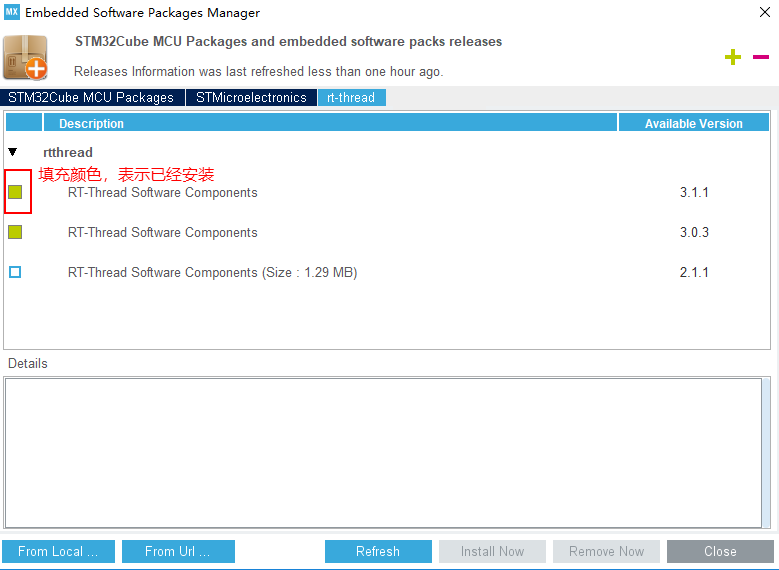 MX Embedded Software Packages Manager
STM32Cube MCU Packages and embedded software packs releases
Releases Information was last refreshed less than one hour ago.
STM32Cube MCU Packages STMicroelectronics rt-thread
Description Available Version
rtthread
填充颜色，表示已经安装
RT-Thread Software Components 3.1.1
RT-Thread Software Components 3.0.3
RT-Thread Software Components (Size : 1.29 MB) 2.1.1
Details
From Local ... From Url ... Refresh Install Now Remove Now Close